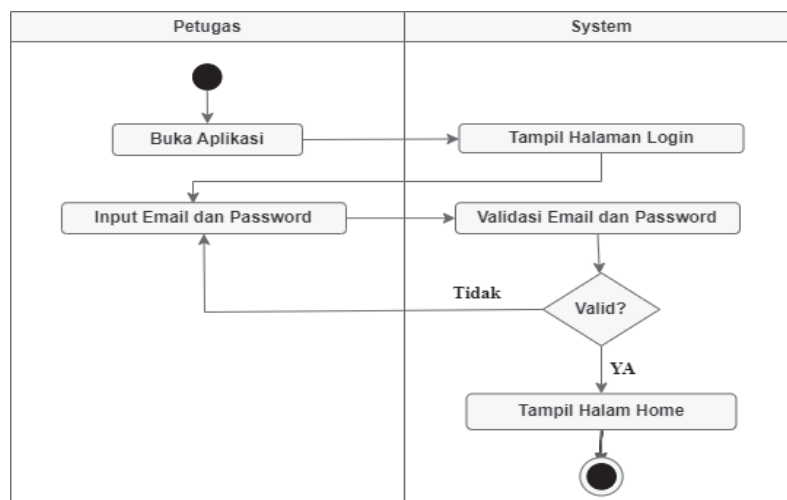 Petugas
System
Buka Aplikasi
Tampil Halaman Login
Input Email dan Password
Validasi Email dan Password
Tidak
Valid?
YA
Tampil Halam Home